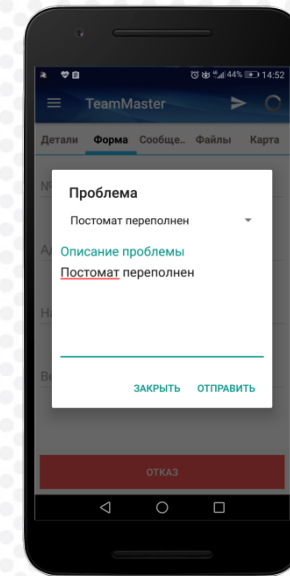 44% 14:52
TeamMaster
Детали Форма Сообще.. Файлы Карта
№
Проблема
Постомат переполнен
Описание проблемы
Постомат переполнен
ЗАКРЫТЬ ОТПРАВИТЬ
ОТКАЗ